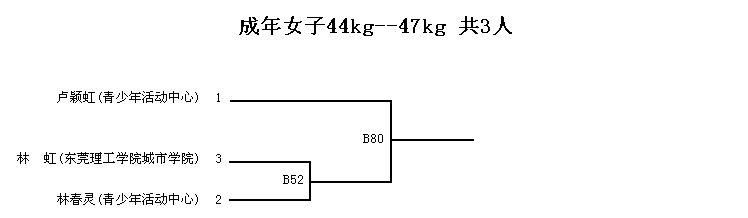 成年女子44kg--47kg 共3人
卢颖虹(青少年活动中心) 1
B80
林 虹(东莞理工学院城市学院) 3
B52
林春灵(青少年活动中心) 2